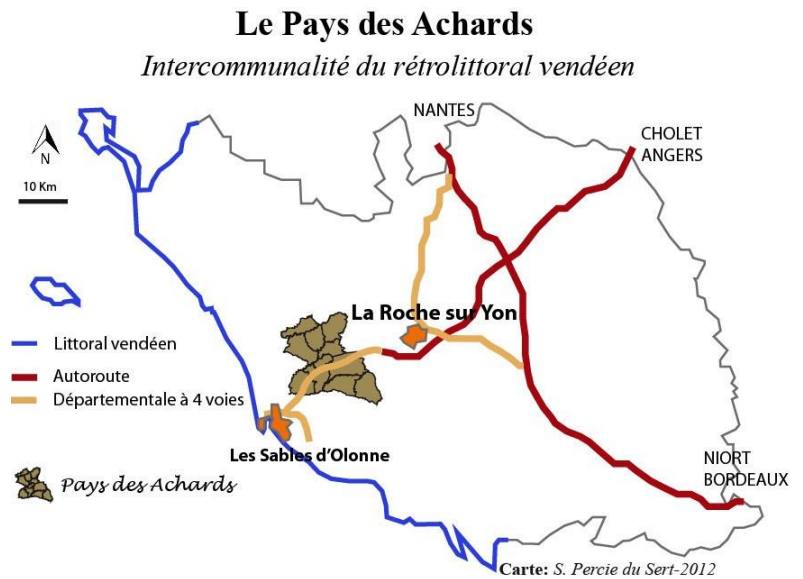 Le Pays des Achards
Intercommunalité du rétrolittoral vendéen
NANTES
CHOLET
ANGERS
N
10 Km
La Roche sur Yon
Littoral vendéen
Autoroute
Départementale à 4 voies
Les Sables d'Olonne
Pays des Achards
NIORT
BORDEAUX
Carte: S. Percie du Sert-2012